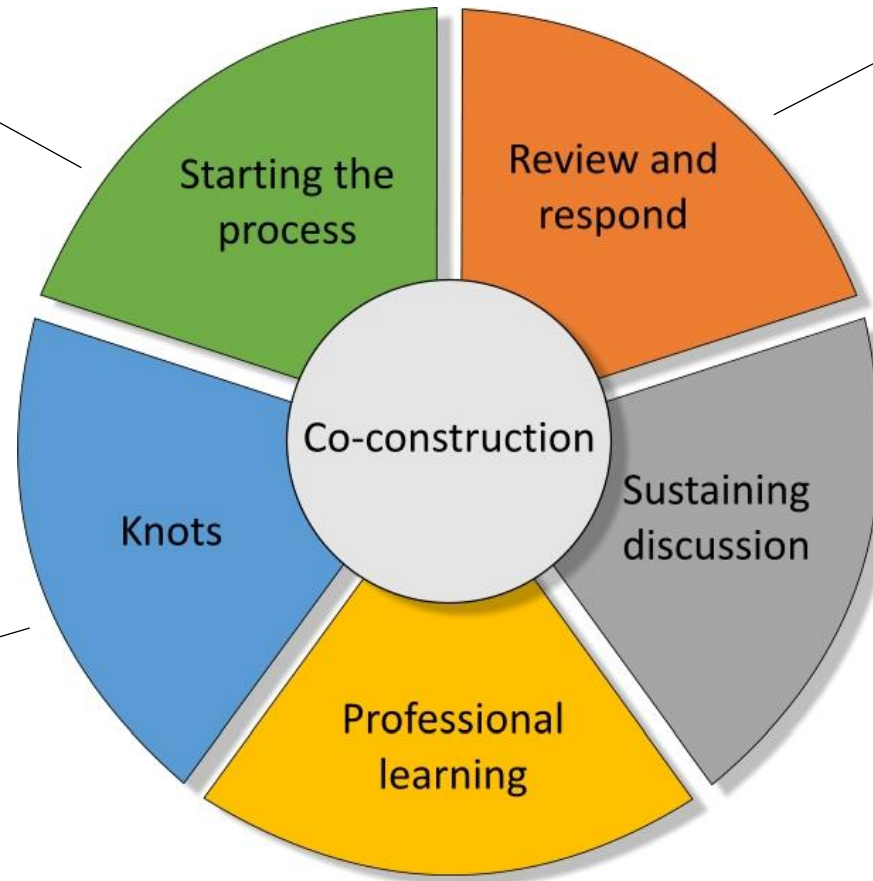 Starting the
process
Review and
respond
Co-construction
Sustaining
discussion
Knots
Professional
learning